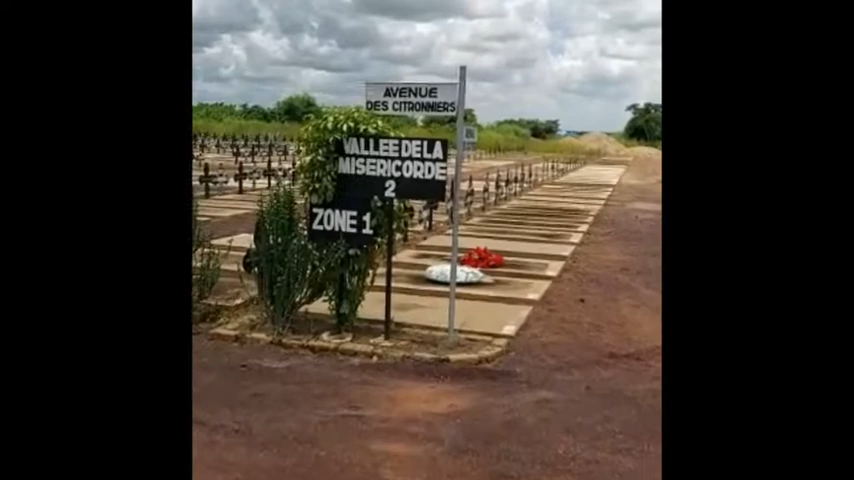 AVENUE
DES CITRONNIERS
VALLEE DE LA
MISERICORDE
2
ZONE 1